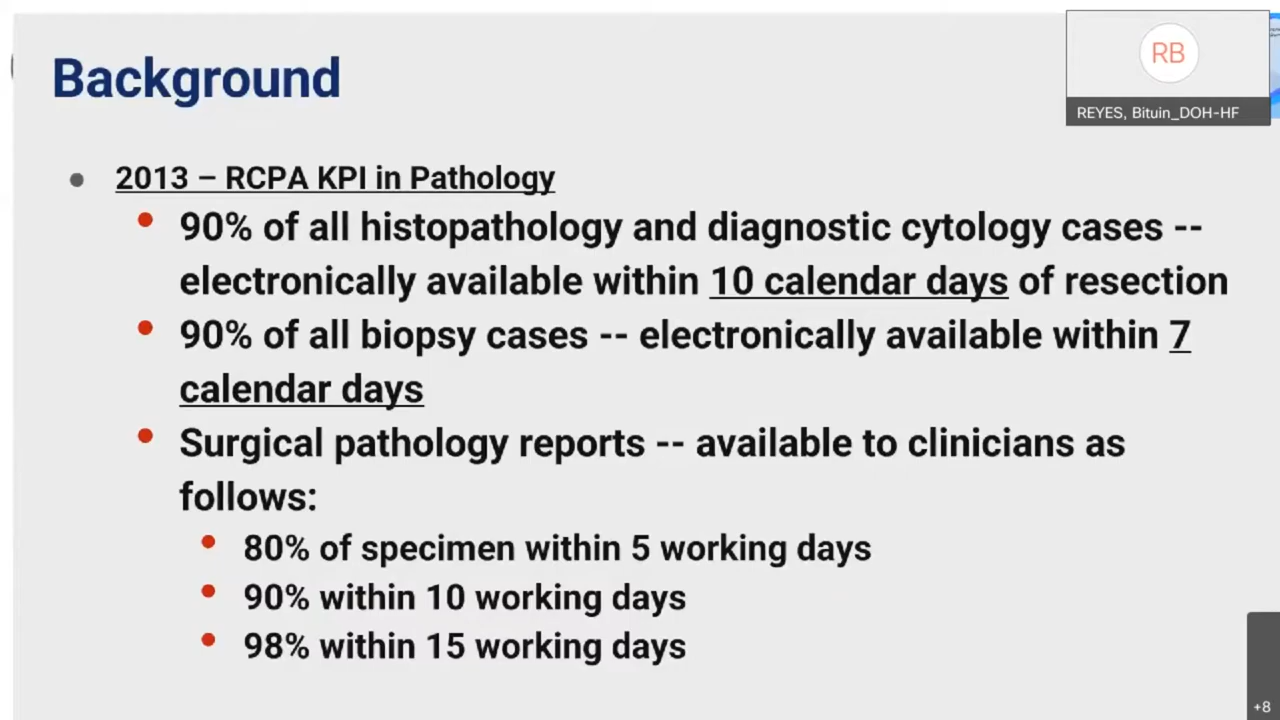 Background
RB
REYES, Bituin_DOH-HF
2013 – RCPA KPI in Pathology
90% of all histopathology and diagnostic cytology cases --
electronically available within 10 calendar days of resection
90% of all biopsy cases -- electronically available within 7
calendar days
Surgical pathology reports -- available to clinicians as
follows:
80% of specimen within 5 working days
90% within 10 working days
98% within 15 working days
+8